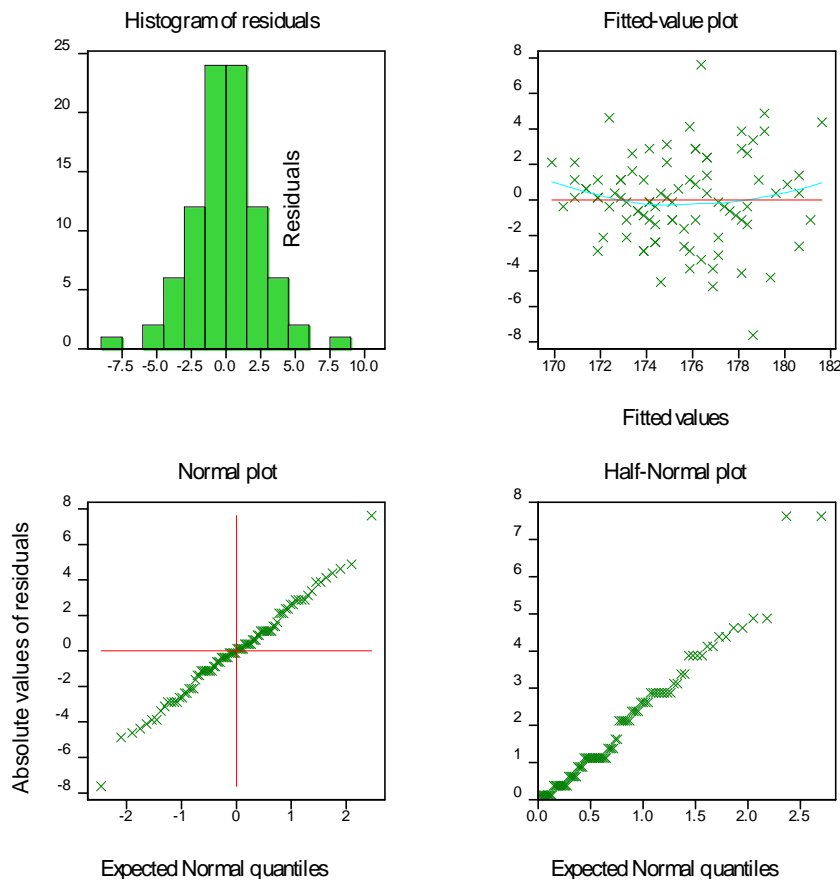 Histogram of residuals
Fitted-value plot
25
20
15
10
5
0
-7.5 -5.0 -2.5 0.0 2.5 5.0 7.5 10.0
Residuals
8
6
4
2
0
-2
-4
-6
-8
170 172 174 176 178 180 182
Fitted values
Normal plot
Half-Normal plot
Absolute values of residuals
8
6
4
2
0
-2
-4
-6
-8
-2 -1 0 1 2
Expected Normal quantiles
8
7
6
5
4
3
2
1
0
0.0 0.5 1.0 1.5 2.0 2.5
Expected Normal quantiles